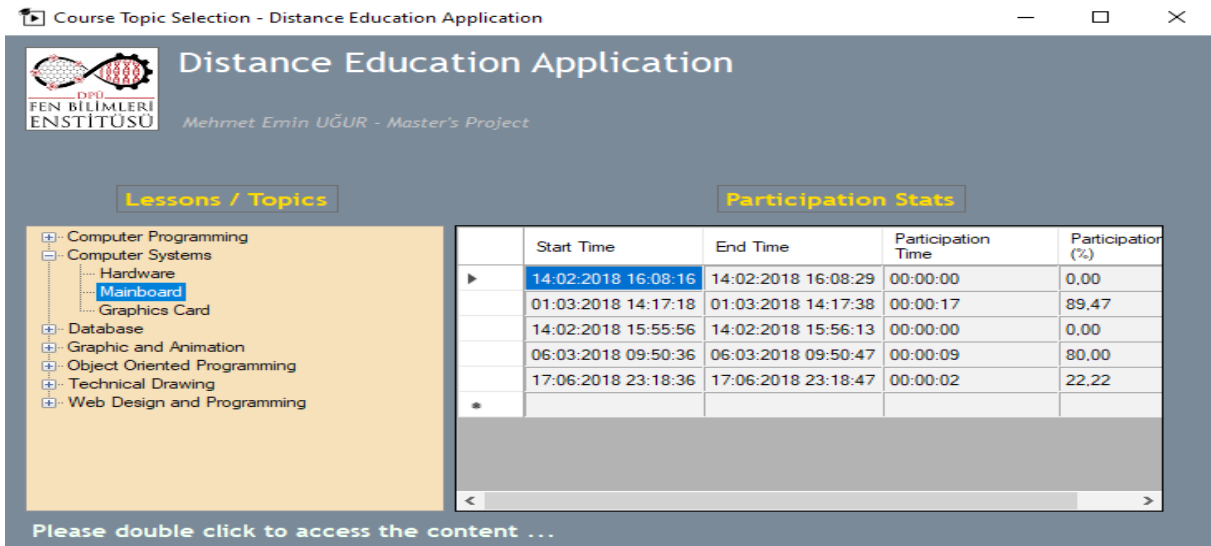 Course Topic Selection - Distance Education Application
DPÜ
FEN BİLİMLERİ
ENSTİTÜSÜ
Distance Education Application
Mehmet Emin UĞUR - Master's Project
Lessons / Topics
Computer Programming
Computer Systems
Hardware
Mainboard
Graphics Card
Database
Graphic and Animation
Object Oriented Programming
Technical Drawing
Web Design and Programming
Participation Stats
Start Time End Time Participation Time Participation (%)
14:02:2018 16:08:16 14:02:2018 16:08:29 00:00:00 0,00
01:03:2018 14:17:18 01:03:2018 14:17:38 00:00:17 89,47
14:02:2018 15:55:56 14:02:2018 15:56:13 00:00:00 0,00
06:03:2018 09:50:36 06:03:2018 09:50:47 00:00:09 80,00
17:06:2018 23:18:36 17:06:2018 23:18:47 00:00:02 22,22
Please double click to access the content ...